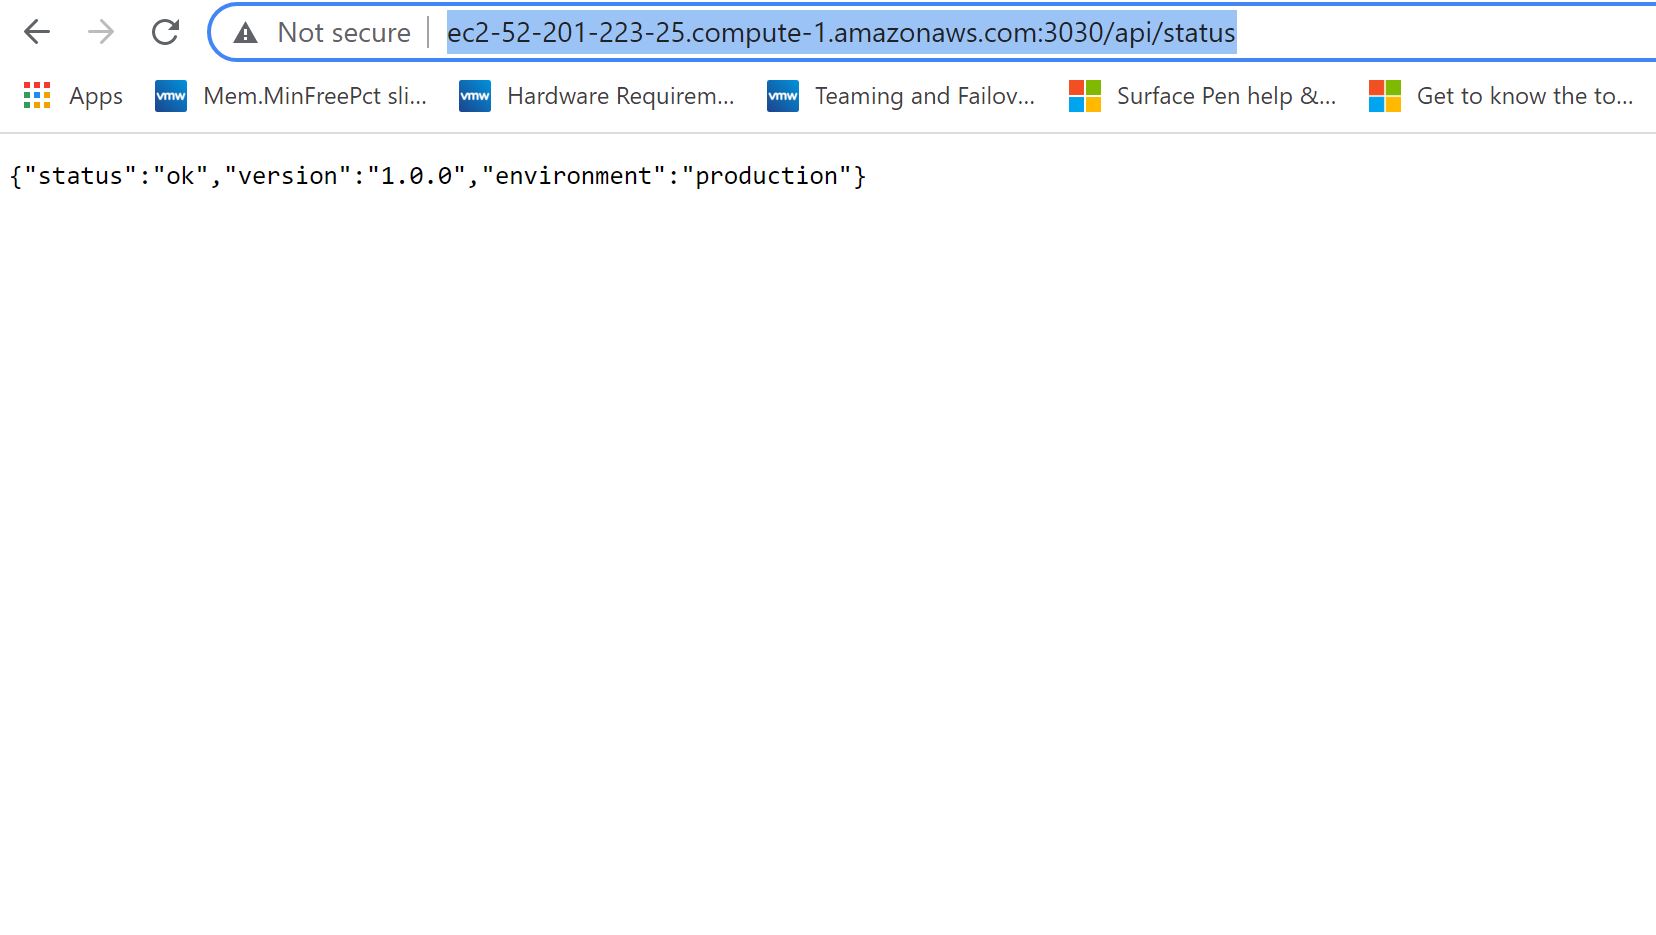 Not secure ec2-52-201-223-25.compute-1.amazonaws.com:3030/api/status
Apps vmw Mem.MinFreePct sli... vmw Hardware Requirem... vmw Teaming and Failov... Surface Pen help &... Get to know the to...
{"status":"ok","version":"1.0.0","environment":"production"}